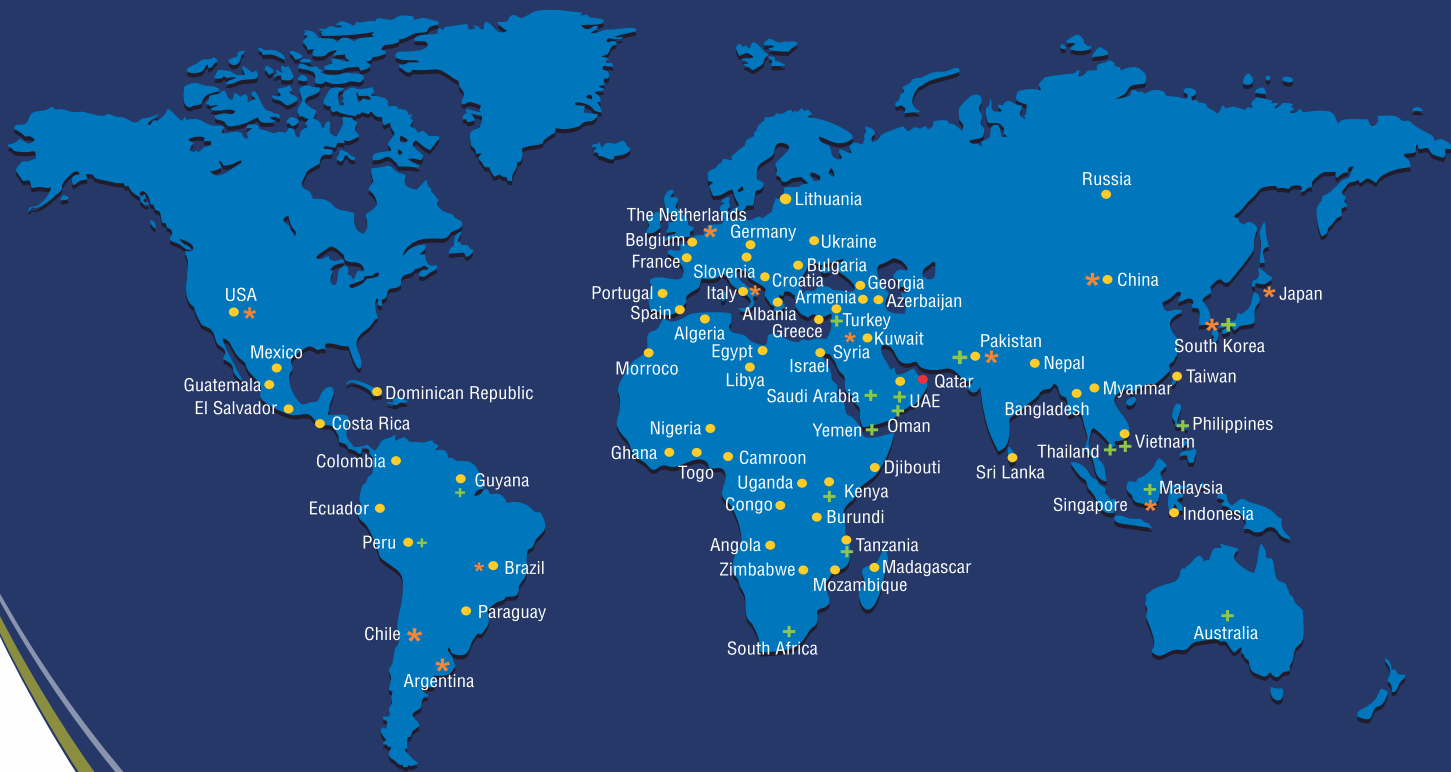 Russia
Lithuania
The Netherlands
Germany
Belgium
Ukraine
France
Slovenia
Bulgaria
Croatia
China
Georgia
USA
Portugal
Italy
Armenia
Azerbaijan
Japan
Spain
Albania
Turkey
Algeria
Greece
Kuwait
Pakistan
South Korea
Mexico
Egypt
Syria
Morroco
Israel
Nepal
Libya
Taiwan
Guatemala
Dominican Republic
Saudi Arabia
Qatar
Myanmar
El Salvador
UAE
Bangladesh
Costa Rica
Nigeria
Yemen
Oman
Philippines
Vietnam
Ghana
Camroon
Thailand
Colombia
Togo
Djibouti
Sri Lanka
Guyana
Uganda
Kenya
Malaysia
Ecuador
Congo
Burundi
Singapore
Indonesia
Peru
Angola
Tanzania
Brazil
Zimbabwe
Madagascar
Mozambique
Paraguay
Chile
South Africa
Australia
Argentina